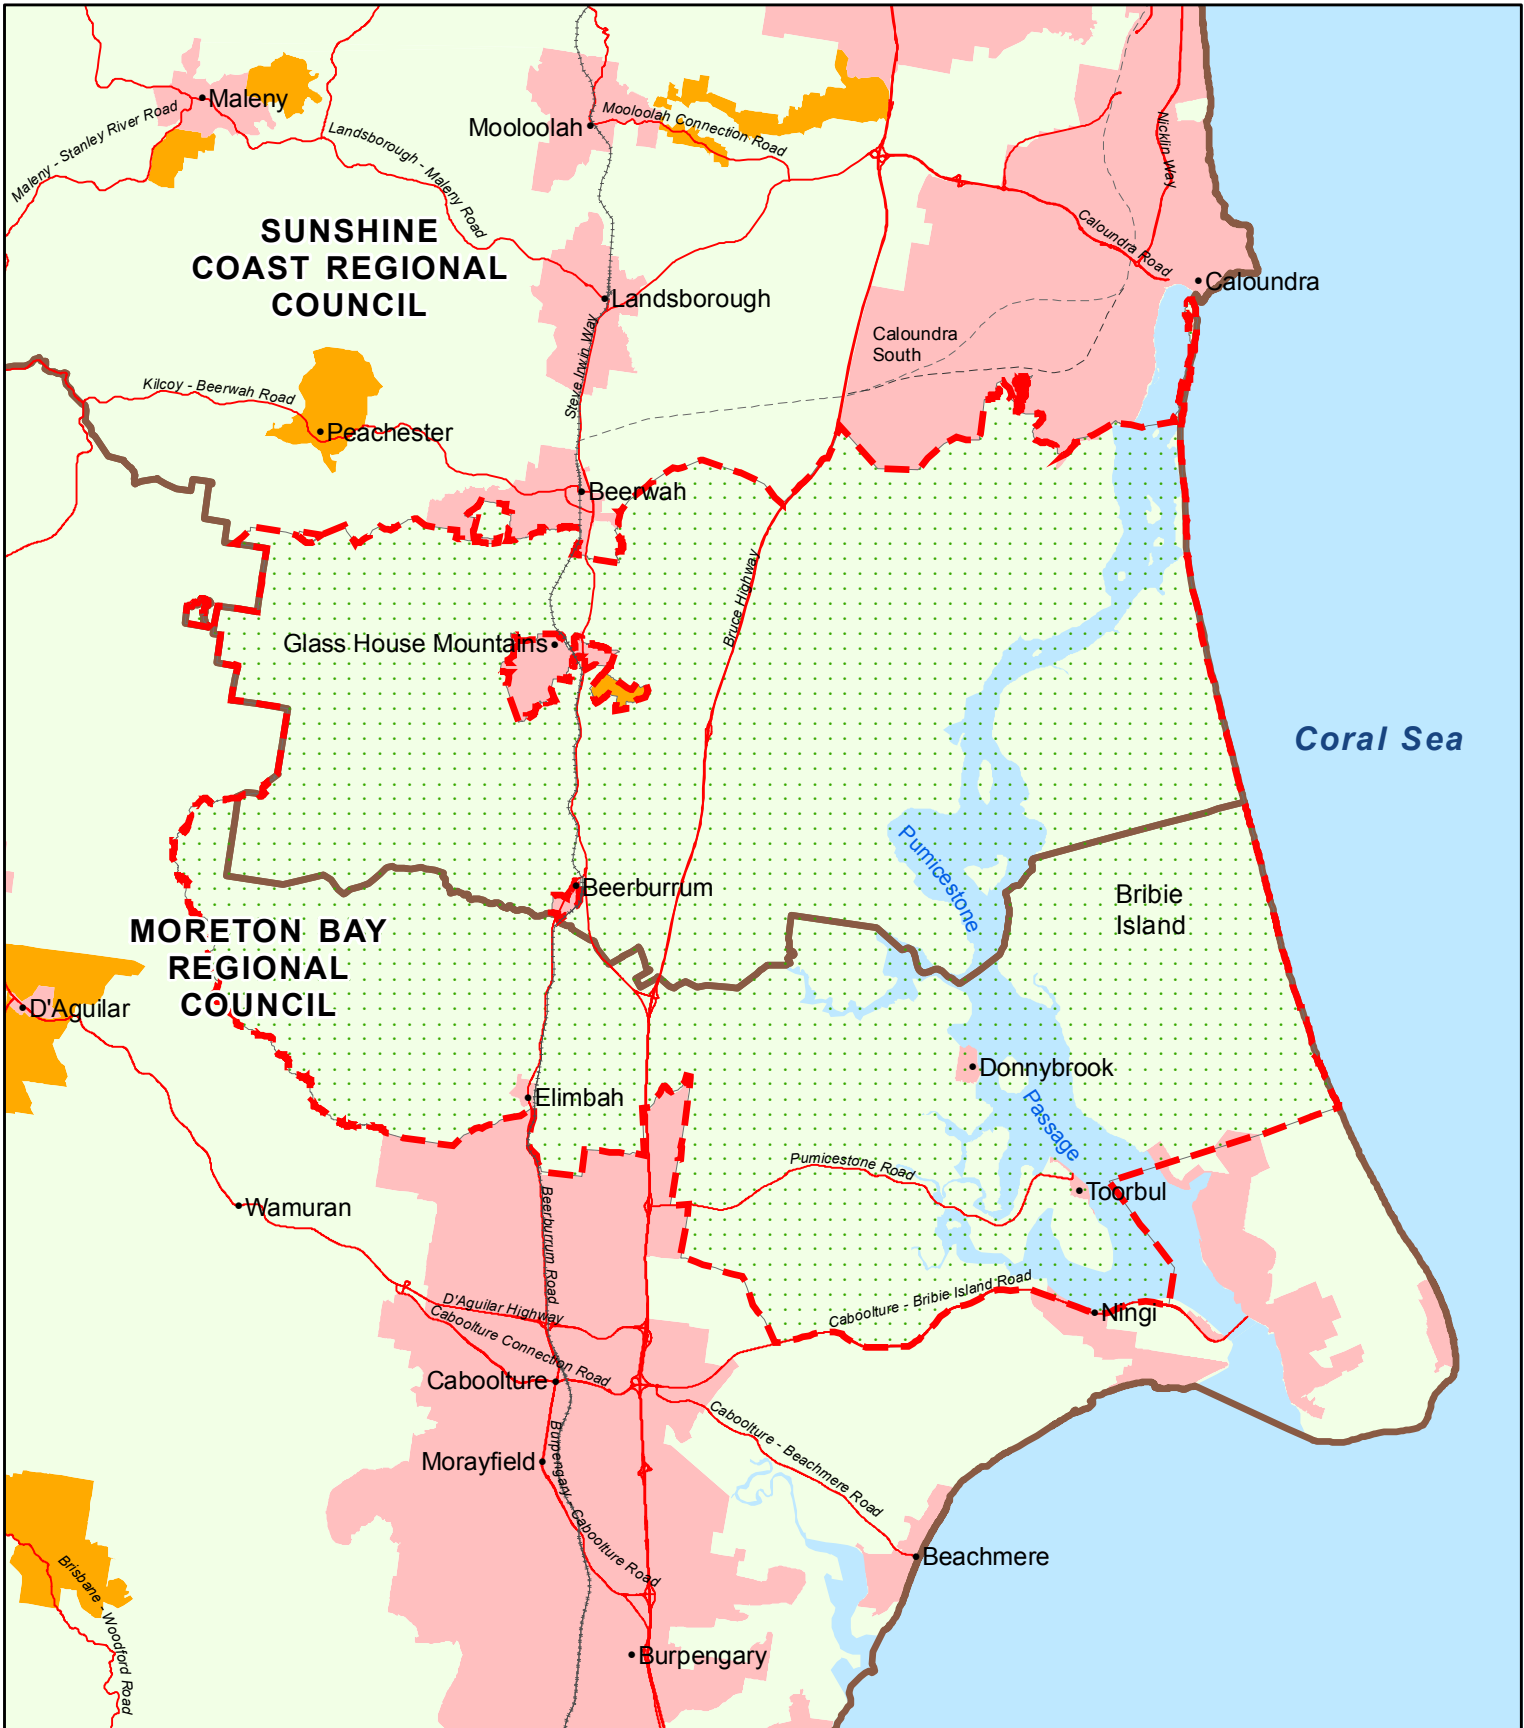 Maleny
Maleny - Stanley River Road
Landsborough - Maleny Road
Mooloolah
Mooloolah Connection Road
Nicklin Way
SUNSHINE
COAST REGIONAL
COUNCIL
Caloundra Road
Caloundra
Landsborough
Steve Irwin Way
Caloundra
South
Kilcoy - Beerwah Road
Peachester
Beerwah
Bruce Highway
Glass House Mountains
Coral Sea
Pumicestone
Passage
Beerburrum
Bribie
Island
MORETON BAY
REGIONAL
COUNCIL
D'Aguilar
Donnybrook
Elimbah
Pumicestone Road
Toorbul
Wamuran
Beerburrum Road
D'Aguilar Highway
Caboolture Connection Road
Caboolture - Bribie Island Road
Ningi
Caboolture
Caboolture - Beachmere Road
Morayfield
Burpengary - Caboolture Road
Beachmere
Brisbane - Woodford Road
Burpengary